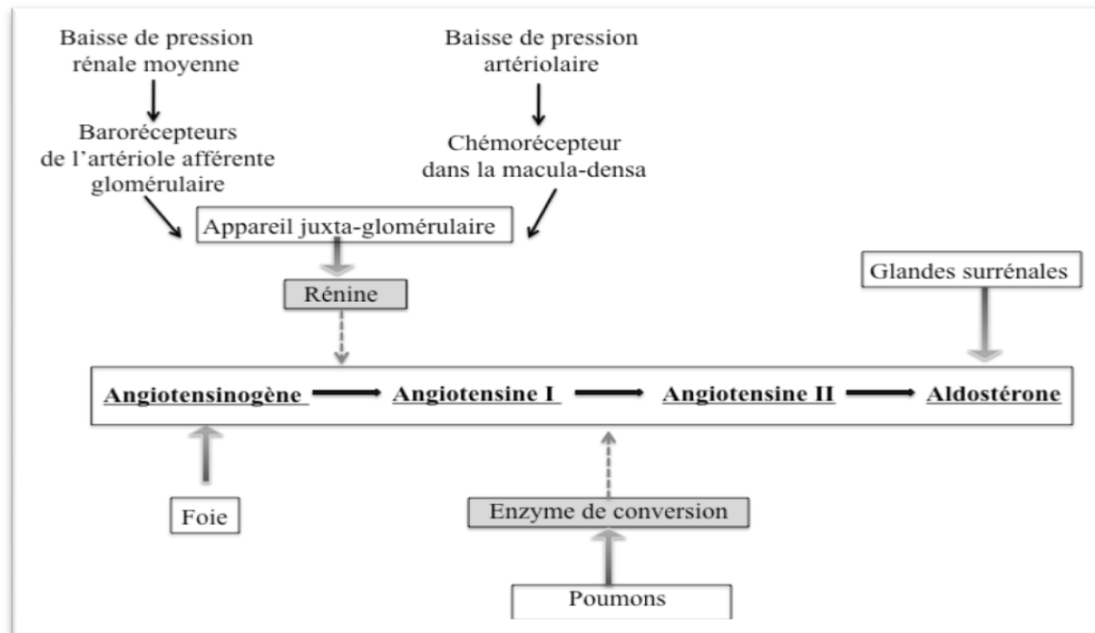 Baisse de pression
rénale moyenne
Baisse de pression
artériolaire
Barorécepteurs
de l’artériole afférente
glomérulaire
Chémorécepteur
dans la macula-densa
Appareil juxta-glomérulaire
Rénine
Glandes surrénales
Angiotensinogène Angiotensine I Angiotensine II Aldostérone
Foie
Enzyme de conversion
Poumons